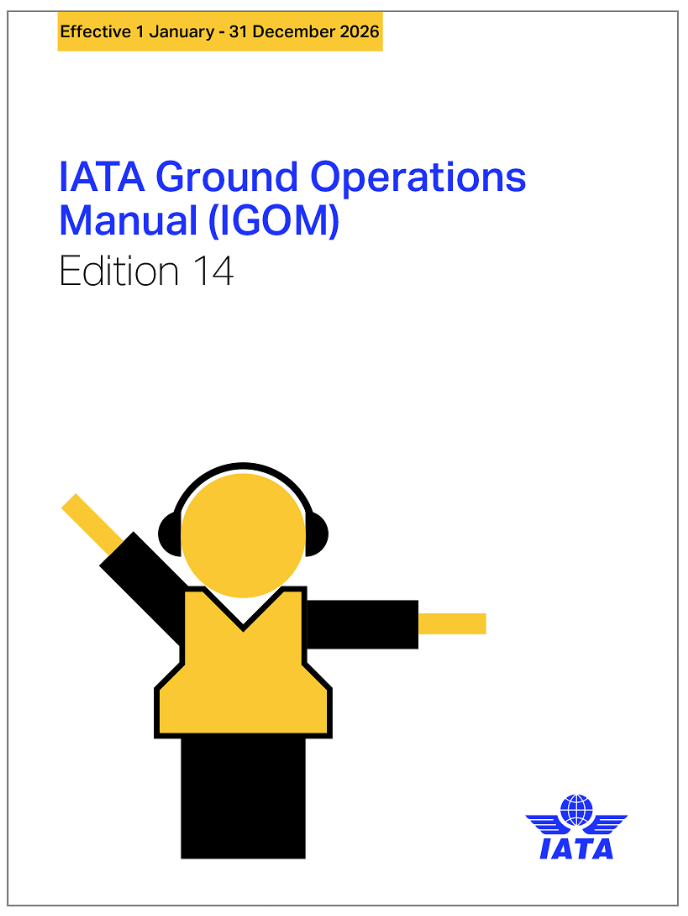 Effective 1 January - 31 December 2026
IATA Ground Operations
Manual (IGOM)
Edition 14
IATA